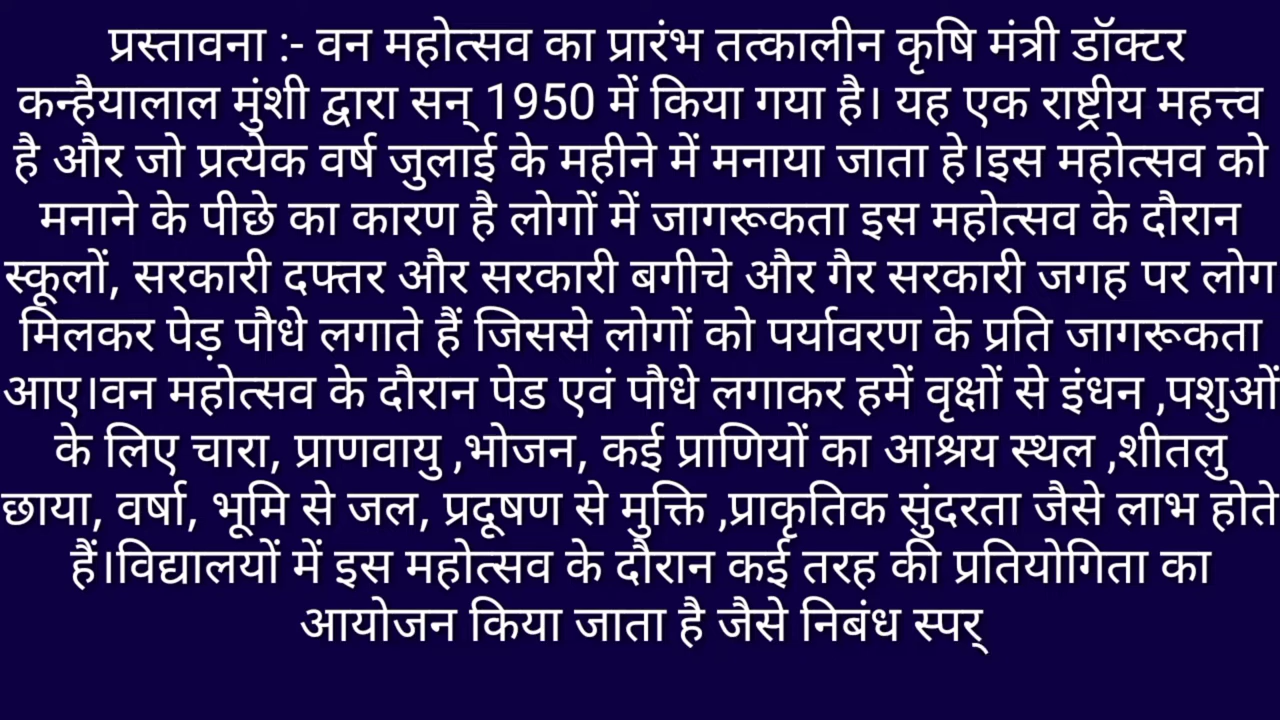 प्रस्तावना :- वन महोत्सव का प्रारंभ तत्कालीन कृषि मंत्री डॉक्टर
कन्हैयालाल मुंशी द्वारा सन् 1950 में किया गया है। यह एक राष्ट्रीय महत्त्व
है और जो प्रत्येक वर्ष जुलाई के महीने में मनाया जाता हे।इस महोत्सव को
मनाने के पीछे का कारण है लोगों में जागरूकता इस महोत्सव के दौरान
स्कूलों, सरकारी दफ्तर और सरकारी बगीचे और गैर सरकारी जगह पर लोग
मिलकर पेड़ पौधे लगाते हैं जिससे लोगों को पर्यावरण के प्रति जागरूकता
आए।वन महोत्सव के दौरान पेड एवं पौधे लगाकर हमें वृक्षों से इंधन ,पशुओं
के लिए चारा, प्राणवायु ,भोजन, कई प्राणियों का आश्रय स्थल ,शीतलु
छाया, वर्षा, भूमि से जल, प्रदूषण से मुक्ति ,प्राकृतिक सुंदरता जैसे लाभ होते
हैं।विद्यालयों में इस महोत्सव के दौरान कई तरह की प्रतियोगिता का
आयोजन किया जाता है जैसे निबंध स्पर्